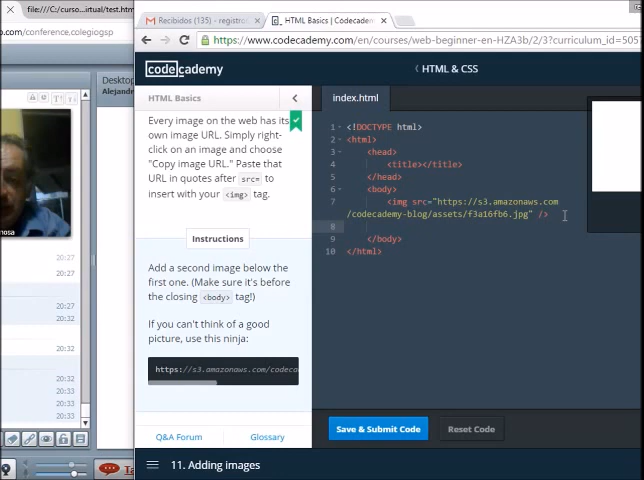 file:///C:/curso...irtual/test.htm
Recibidos (135) - registro
HTML Basics | Codecadem
p.com/conference.colegiogsp
https://www.codecademy.com/en/courses/web-beginner-en-HZA3b/2/3?curriculum_id=505
Desktop
Alejandr
codecademy
HTML & CSS
HTML Basics
index.html
Every image on the web has its
own image URL. Simply right-
click on an image and choose
"Copy image URL." Paste that
URL in quotes after src=  to
insert with your <img> tag.
Instructions
Add a second image below the
first one. (Make sure it's before
the closing <body> tag!)
If you can't think of a good
picture, use this ninja:
https://s3.amazonaws.com/codeca
1 <!DOCTYPE html>
2 <html>
3 <head>
4 <title></title>
5 </head>
6 <body>
7 <img src="https://s3.amazonaws.com
/codecademy-blog/assets/f3a16fb6.jpg" />
8
9 </body>
10 </html>
nosa
20:27
20:27
20:27
20:32
20:32
20:32
20:33
20:33
20:33
Save & Submit Code
Reset Code
Q&A Forum
Glossary
11. Adding images
Ta